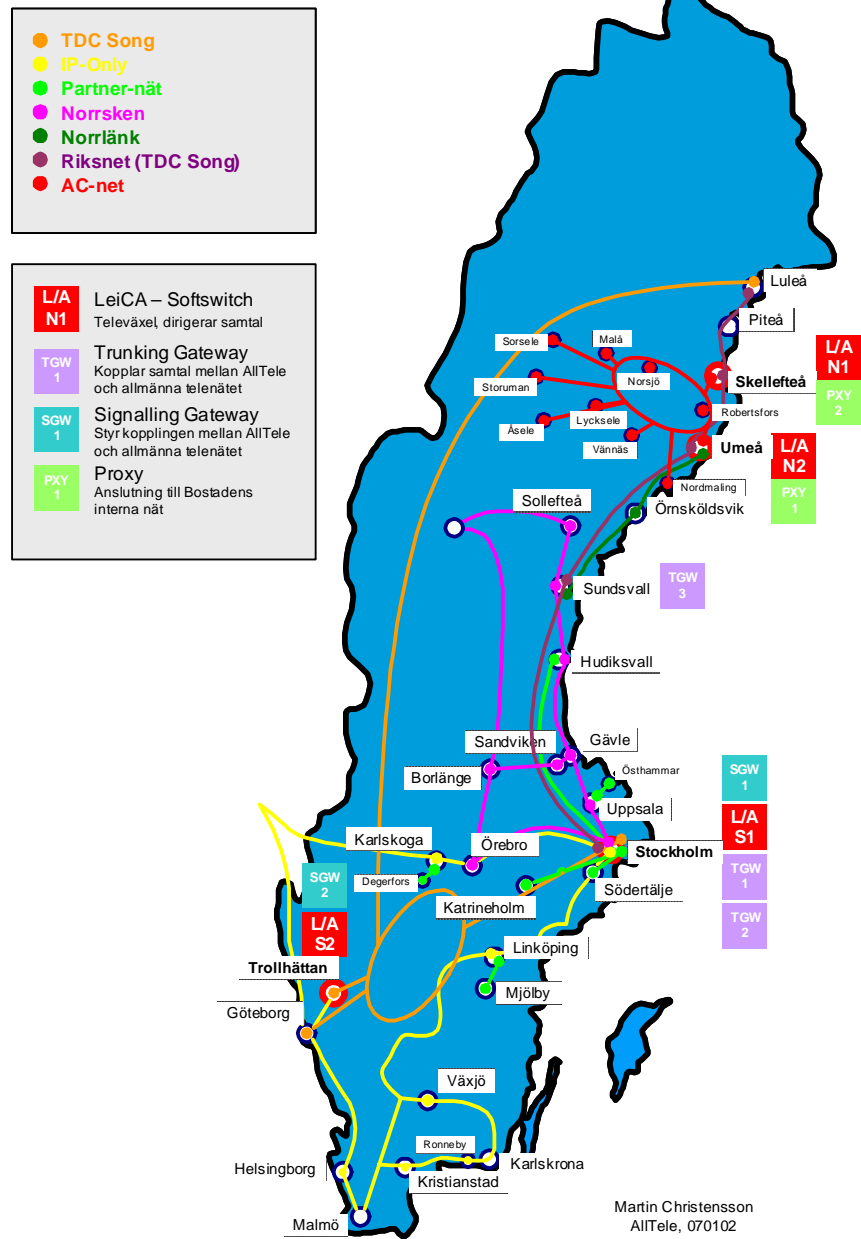 TDC Song
IP-Only
Partner-nät
Norrsken
Norrlänk
Riksnet (TDC Song)
AC-net
L/A
N1
LeiCA – Softswitch
Televäxel, dirigerar samtal
TGW
1
Trunking Gateway
Kopplar samtal mellan AllTele
och allmänna telenätet
SGW
1
Signalling Gateway
Styr kopplingen mellan AllTele
och allmänna telenätet
PXY
1
Proxy
Anslutning till Bostadens
interna nät
Luleå
Piteå
Sorsele
Malå
Norsjö
Storuman
Skellefteå
L/A
N1
PXY
2
Lycksele
Robertsfors
Åsele
Vännäs
Umeå
L/A
N2
PXY
1
Nordmaling
Sollefteå
Örnsköldsvik
Sundsvall
TGW
3
Hudiksvall
Sandviken
Gävle
Borlänge
Östhammar
Uppsala
SGW
1
L/A
S1
TGW
1
TGW
2
Karlskoga
Örebro
Stockholm
Degerfors
Södertälje
Katrineholm
SGW
2
L/A
S2
Trollhättan
Linköping
Mjölby
Göteborg
Växjö
Ronneby
Karlskrona
Helsingborg
Kristianstad
Malmö
Martin Christensson
AllTele, 070102